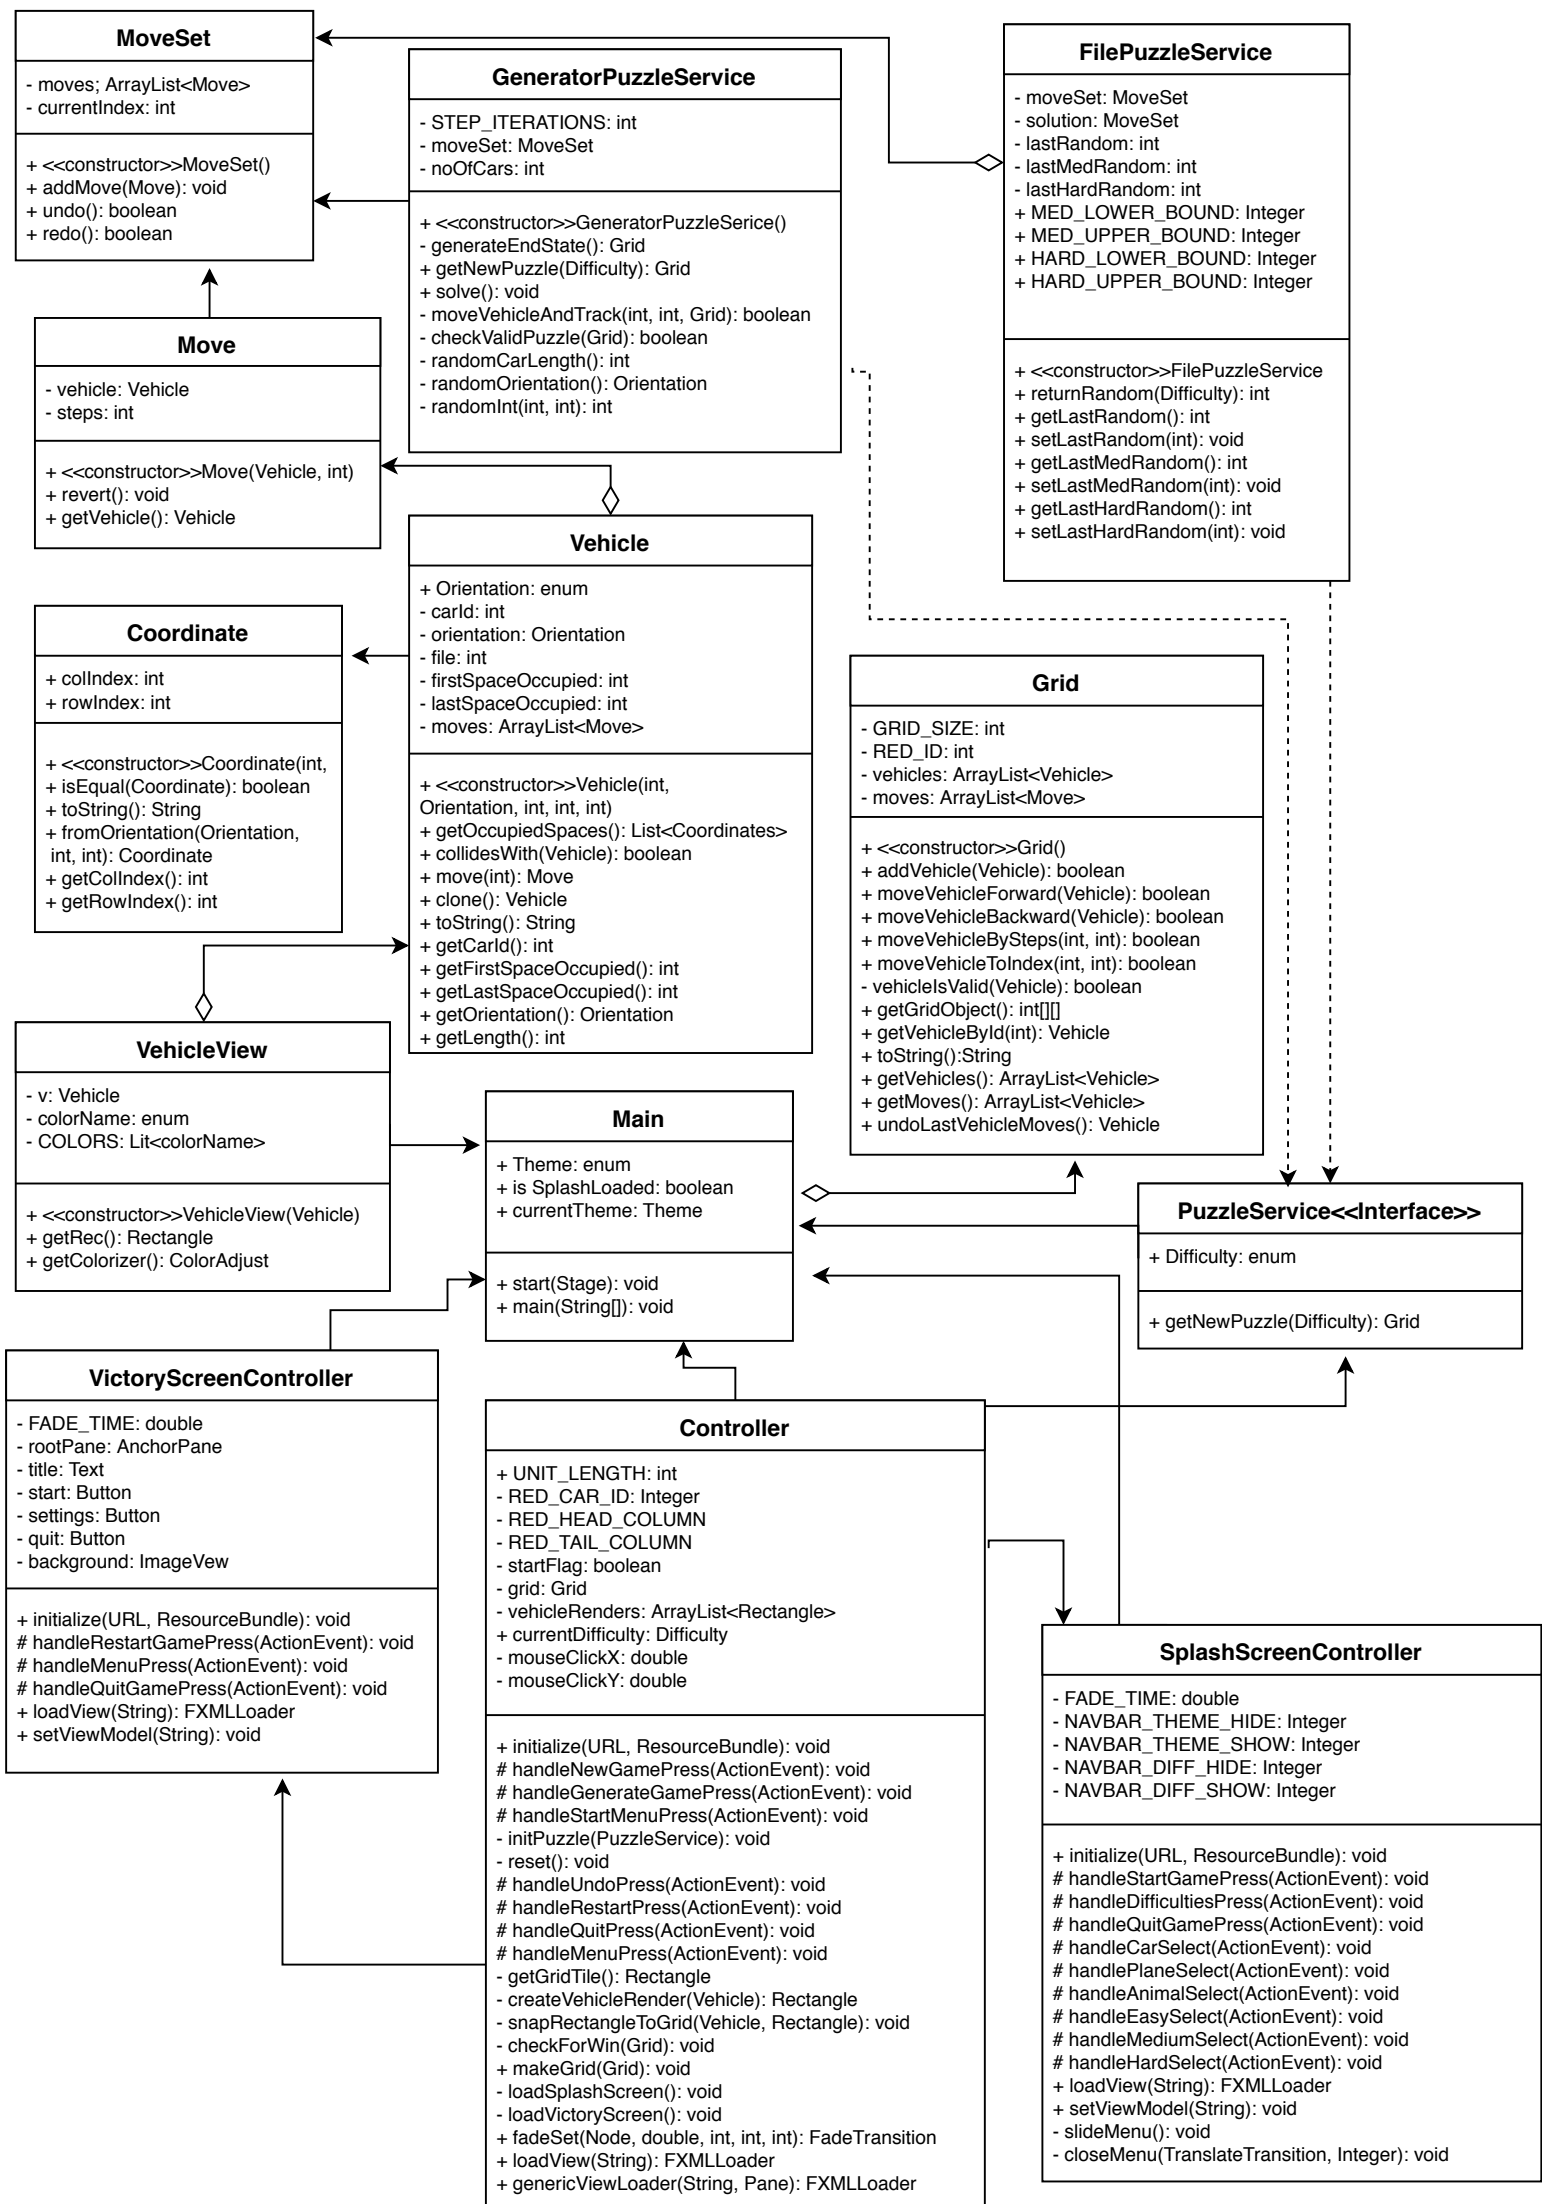 MoveSet
- moves; ArrayList<Move>
- currentIndex: int
+ <<constructor>>MoveSet()
+ addMove(Move): void
+ undo(): boolean
+ redo(): boolean
GeneratorPuzzleService
- STEP_ITERATIONS: int
- moveSet: MoveSet
- noOfCars: int
+ <<constructor>>GeneratorPuzzleSerice()
- generateEndState(): Grid
+ getNewPuzzle(Difficulty): Grid
+ solve(): void
- moveVehicleAndTrack(int, int, Grid): boolean
- checkValidPuzzle(Grid): boolean
- randomCarLength(): int
- randomOrientation(): Orientation
- randomInt(int, int): int
FilePuzzleService
- moveSet: MoveSet
- solution: MoveSet
- lastRandom: int
- lastMedRandom: int
- lastHardRandom: int
+ MED_LOWER_BOUND: Integer
+ MED_UPPER_BOUND: Integer
+ HARD_LOWER_BOUND: Integer
+ HARD_UPPER_BOUND: Integer
+ <<constructor>>FilePuzzleService
+ returnRandom(Difficulty): int
+ getLastRandom(): int
+ setLastRandom(int): void
+ getLastMedRandom(): int
+ setLastMedRandom(int): void
+ getLastHardRandom(): int
+ setLastHardRandom(int): void
Move
- vehicle: Vehicle
- steps: int
+ <<constructor>>Move(Vehicle, int)
+ revert(): void
+ getVehicle(): Vehicle
Vehicle
+ Orientation: enum
- carId: int
- orientation: Orientation
- file: int
- firstSpaceOccupied: int
- lastSpaceOccupied: int
- moves: ArrayList<Move>
+ <<constructor>>Vehicle(int,
Orientation, int, int, int)
+ getOccupiedSpaces(): List<Coordinates>
+ collidesWith(Vehicle): boolean
+ move(int): Move
+ clone(): Vehicle
+ toString(): String
+ getCarId(): int
+ getFirstSpaceOccupied(): int
+ getLastSpaceOccupied(): int
+ getOrientation(): Orientation
+ getLength(): int
Coordinate
+ colIndex: int
+ rowIndex: int
+ <<constructor>>Coordinate(int,
+ isEqual(Coordinate): boolean
+ toString(): String
+ fromOrientation(Orientation,
int, int): Coordinate
+ getColIndex(): int
+ getRowIndex(): int
Grid
- GRID_SIZE: int
- RED_ID: int
- vehicles: ArrayList<Vehicle>
- moves: ArrayList<Move>
+ <<constructor>>Grid()
+ addVehicle(Vehicle): boolean
+ moveVehicleForward(Vehicle): boolean
+ moveVehicleBackward(Vehicle): boolean
+ moveVehicleBySteps(int, int): boolean
+ moveVehicleToIndex(int, int): boolean
- vehicleIsValid(Vehicle): boolean
+ getGridObject(): int[][]
+ getVehicleById(int): Vehicle
+ toString():String
+ getVehicles(): ArrayList<Vehicle>
+ getMoves(): ArrayList<Vehicle>
+ undoLastVehicleMoves(): Vehicle
VehicleView
- v: Vehicle
- colorName: enum
- COLORS: Lit<colorName>
+ <<constructor>>VehicleView(Vehicle)
+ getRec(): Rectangle
+ getColorizer(): ColorAdjust
Main
+ Theme: enum
+ is SplashLoaded: boolean
+ currentTheme: Theme
+ start(Stage): void
+ main(String[]): void
PuzzleService<<Interface>>
+ Difficulty: enum
+ getNewPuzzle(Difficulty): Grid
VictoryScreenController
- FADE_TIME: double
- rootPane: AnchorPane
- title: Text
- start: Button
- settings: Button
- quit: Button
- background: ImageVew
+ initialize(URL, ResourceBundle): void
# handleRestartGamePress(ActionEvent): void
# handleMenuPress(ActionEvent): void
# handleQuitGamePress(ActionEvent): void
+ loadView(String): FXMLLoader
+ setViewModel(String): void
Controller
+ UNIT_LENGTH: int
- RED_CAR_ID: Integer
- RED_HEAD_COLUMN
- RED_TAIL_COLUMN
- startFlag: boolean
- grid: Grid
- vehicleRenders: ArrayList<Rectangle>
+ currentDifficulty: Difficulty
- mouseClickX: double
- mouseClickY: double
+ initialize(URL, ResourceBundle): void
# handleNewGamePress(ActionEvent): void
# handleGenerateGamePress(ActionEvent): void
# handleStartMenuPress(ActionEvent): void
- initPuzzle(PuzzleService): void
- reset(): void
# handleUndoPress(ActionEvent): void
# handleRestartPress(ActionEvent): void
# handleQuitPress(ActionEvent): void
# handleMenuPress(ActionEvent): void
- getGridTile(): Rectangle
- createVehicleRender(Vehicle): Rectangle
- snapRectangleToGrid(Vehicle, Rectangle): void
- checkForWin(Grid): void
+ makeGrid(Grid): void
- loadSplashScreen(): void
- loadVictoryScreen(): void
+ fadeSet(Node, double, int, int, int): FadeTransition
+ loadView(String): FXMLLoader
+ genericViewLoader(String, Pane): FXMLLoader
SplashScreenController
- FADE_TIME: double
- NAVBAR_THEME_HIDE: Integer
- NAVBAR_THEME_SHOW: Integer
- NAVBAR_DIFF_HIDE: Integer
- NAVBAR_DIFF_SHOW: Integer
+ initialize(URL, ResourceBundle): void
# handleStartGamePress(ActionEvent): void
# handleDifficultiesPress(ActionEvent): void
# handleQuitGamePress(ActionEvent): void
# handleCarSelect(ActionEvent): void
# handlePlaneSelect(ActionEvent): void
# handleAnimalSelect(ActionEvent): void
# handleEasySelect(ActionEvent): void
# handleMediumSelect(ActionEvent): void
# handleHardSelect(ActionEvent): void
+ loadView(String): FXMLLoader
+ setViewModel(String): void
- slideMenu(): void
- closeMenu(TranslateTransition, Integer): void